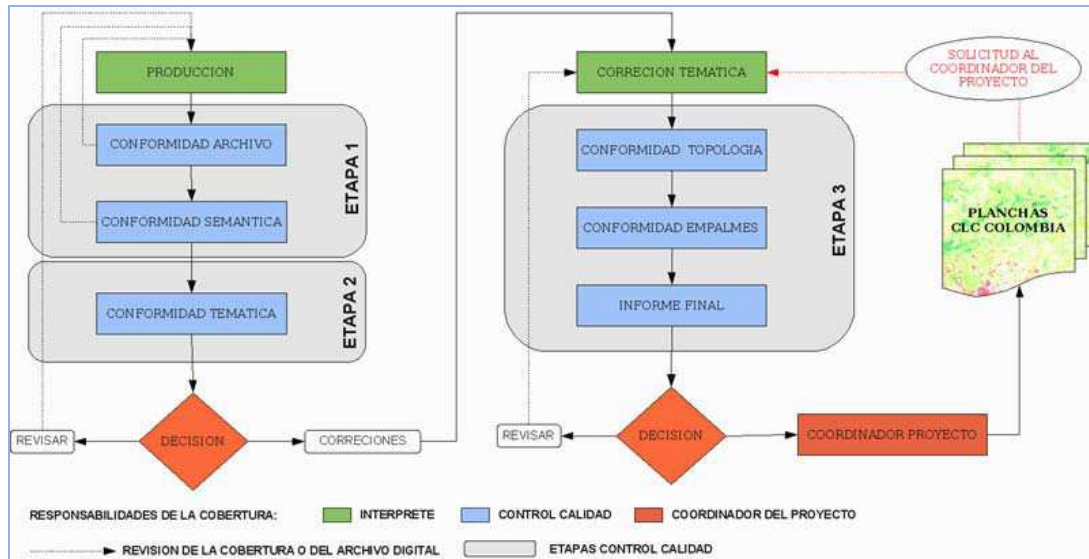 PRODUCCION
ETAPA 1
CONFORMIDAD ARCHIVO
CONFORMIDAD SEMANTICA
ETAPA 2
CONFORMIDAD TEMATICA
REVISAR
DECISION
CORRECIONES
CORRECION TEMATICA
ETAPA 3
CONFORMIDAD TOPOLOGIA
CONFORMIDAD EMPALMES
INFORME FINAL
REVISAR
DECISION
COORDINADOR PROYECTO
SOLICITUD AL
COORDINADOR DEL
PROYECTO
PLANCHAS
CLC COLOMBIA
RESPONSABILIDADES DE LA COBERTURA:
INTERPRETE
CONTROL CALIDAD
COORDINADOR DEL PROYECTO
REVISION DE LA COBERTURA O DEL ARCHIVO DIGITAL
ETAPAS CONTROL CALIDAD